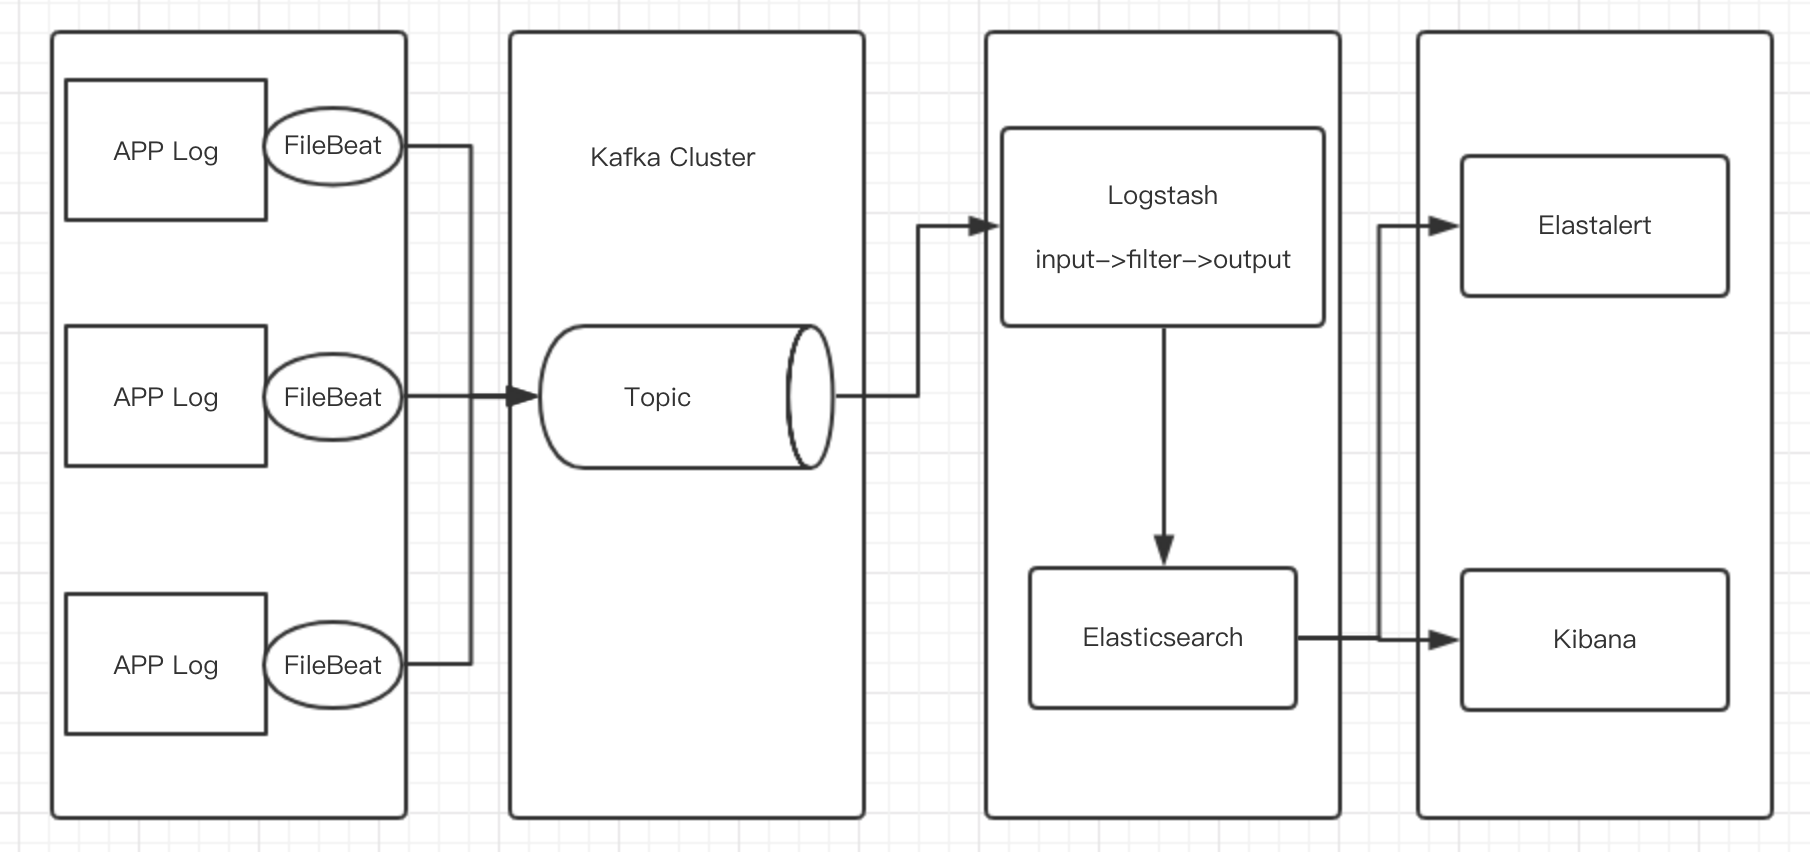 APP Log
FileBeat
APP Log
FileBeat
APP Log
FileBeat
Kafka Cluster
Topic
Logstash
input–>filter–>output
Elasticsearch
Elastalert
Kibana